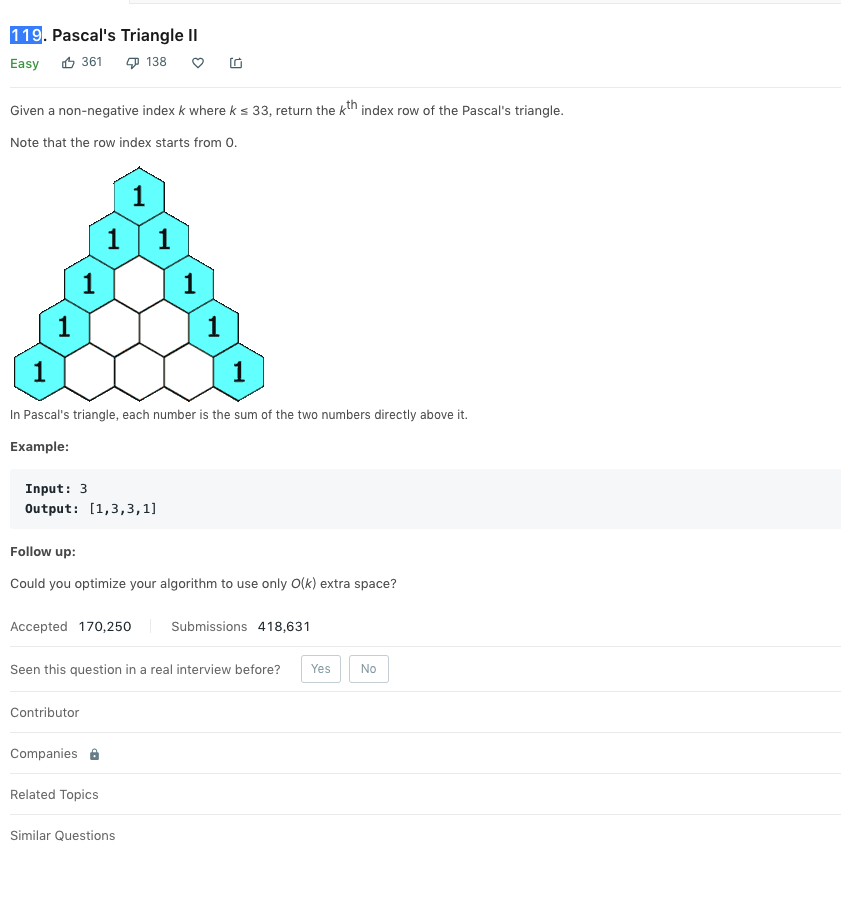 119. Pascal's Triangle II
Easy 361 138
Given a non-negative index k where k ≤ 33, return the kth index row of the Pascal's triangle.
Note that the row index starts from 0.
1
1 1
1 1
1 1
1 1
In Pascal's triangle, each number is the sum of the two numbers directly above it.
Example:
Input: 3
Output: [1,3,3,1]
Follow up:
Could you optimize your algorithm to use only O(k) extra space?
Accepted 170,250 Submissions 418,631
Seen this question in a real interview before? Yes No
Contributor
Companies
Related Topics
Similar Questions